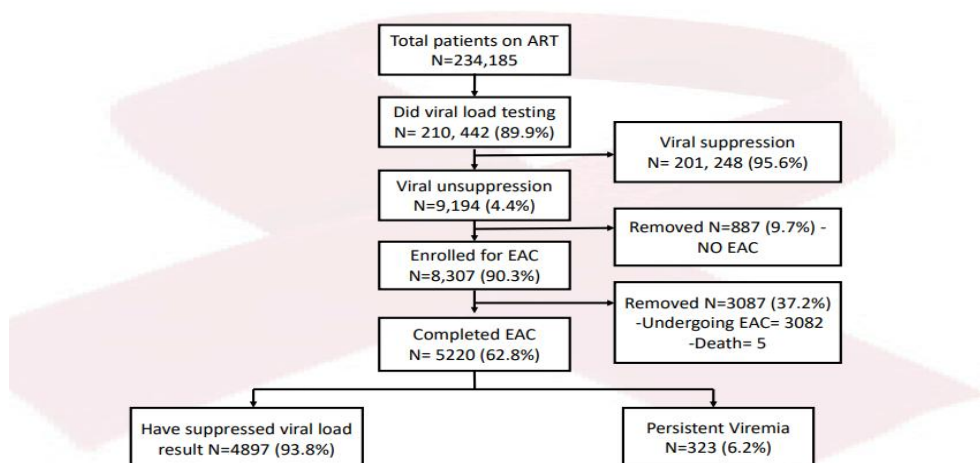 Total patients on ART
N=234,185
Did viral load testing
N= 210, 442 (89.9%)
Viral suppression
N= 201, 248 (95.6%)
Viral unsuppression
N=9,194 (4.4%)
Removed N=887 (9.7%) -
NO EAC
Enrolled for EAC
N=8,307 (90.3%)
Removed N=3087 (37.2%)
-Undergoing EAC= 3082
-Death= 5
Completed EAC
N= 5220 (62.8%)
Have suppressed viral load
result N=4897 (93.8%)
Persistent Viremia
N=323 (6.2%)